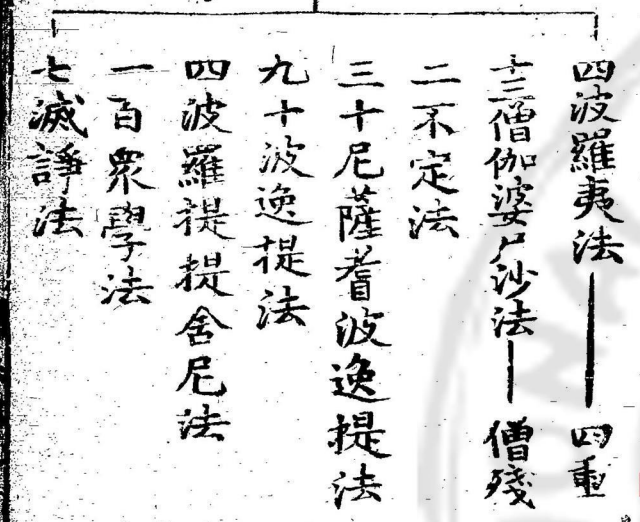 四波羅夷法——四重
十三僧伽婆尸沙法—僧殘
二不定法
三十尼薩耆波逸提法
九十波逸提法
四波羅提提舍尼法
一百衆學法
七滅諍法